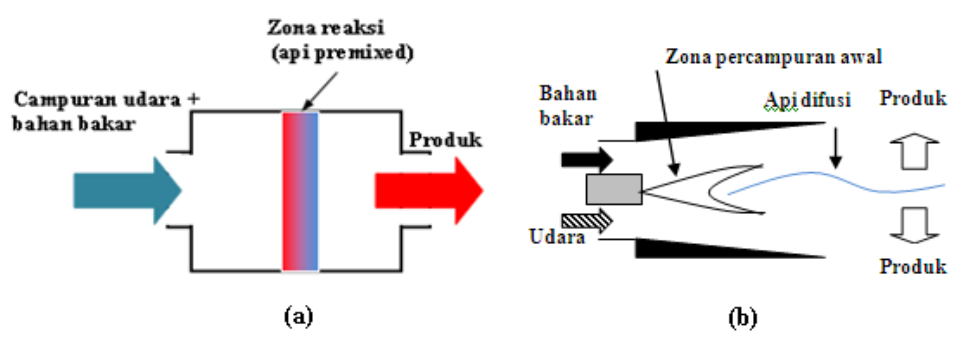 Zona reaksi
(api premixed)
Campuran udara +
bahan bakar
Produk
(a)
Zona percampuran awal
Bahan
bakar
Api difusi
Produk
Udara
Produk
(b)